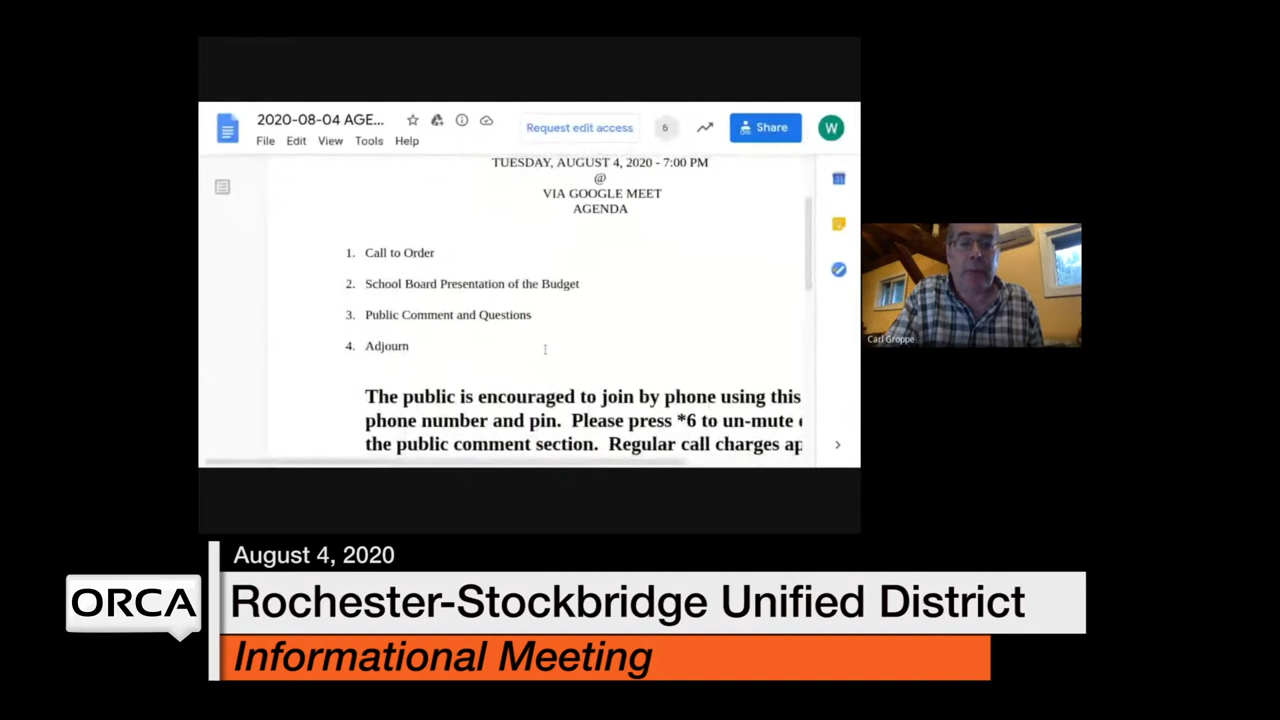 2020-08-04 AGE...
Request edit access
6
Share
W
File Edit View Tools Help
TUESDAY, AUGUST 4, 2020 - 7:00 PM
@
VIA GOOGLE MEET
AGENDA
1. Call to Order
2. School Board Presentation of the Budget
3. Public Comment and Questions
4. Adjourn
The public is encouraged to join by phone using this
phone number and pin. Please press *6 to un-mute
the public comment section. Regular call charges ap
Carl Groppe
August 4, 2020
ORCA
Rochester-Stockbridge Unified District
Informational Meeting